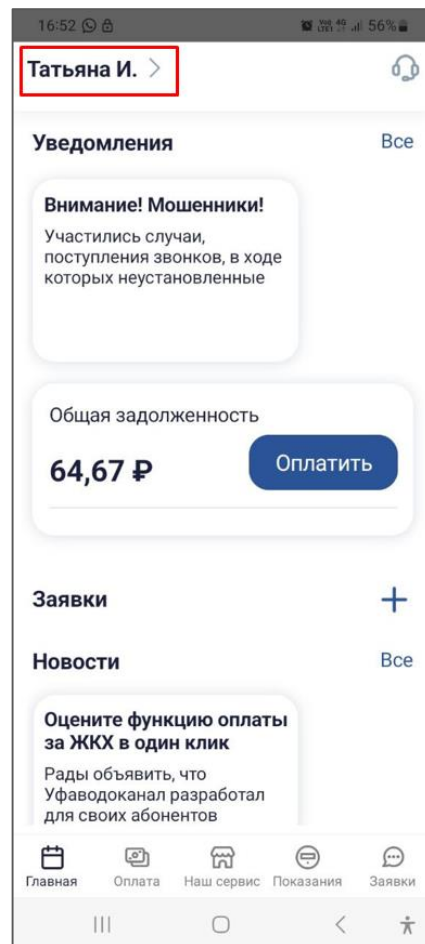 16:52 56%
Татьяна И.
Уведомления Все
Внимание! Мошенники!
Участились случаи,
поступления звонков, в ходе
которых неустановленные
Общая задолженность
64,67 ₽ Оплатить
Заявки
Новости Все
Оцените функцию оплаты
за ЖКХ в один клик
Рады объявить, что
Уфаводоканал разработал
для своих абонентов
Главная Оплата Наш сервис Показания Заявки